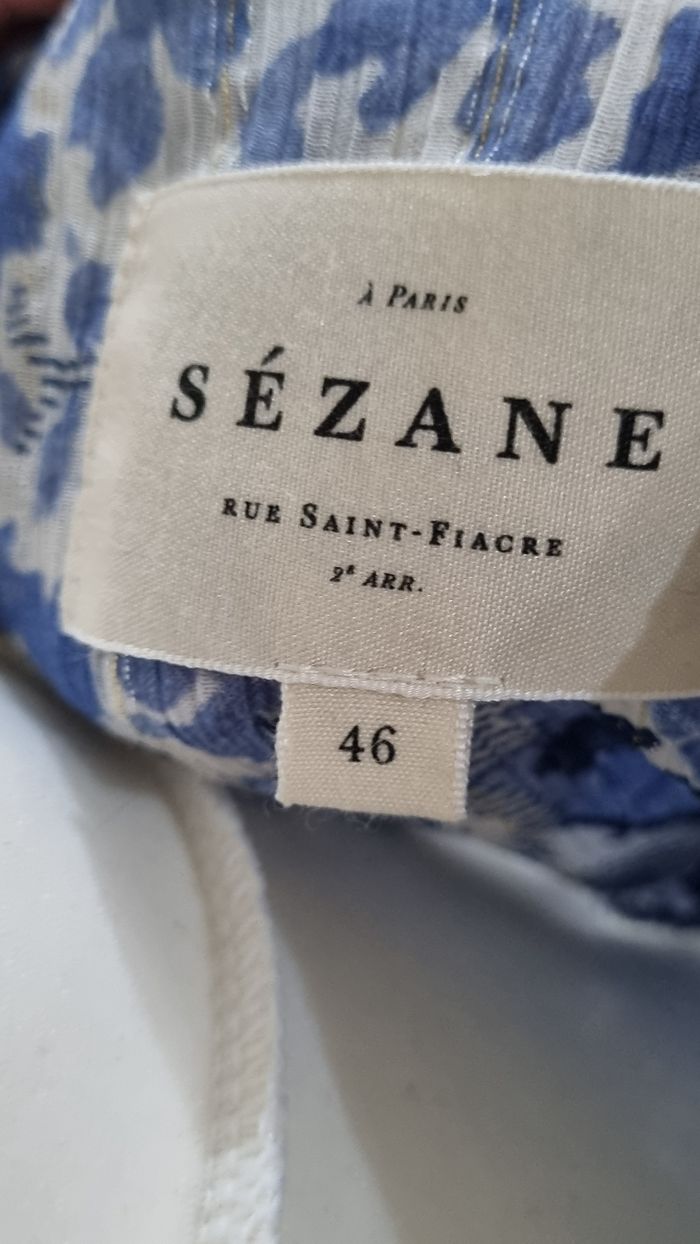 À PARIS
SÉZANE
RUE SAINT-FIACRE
2ᵉ ARR.
46